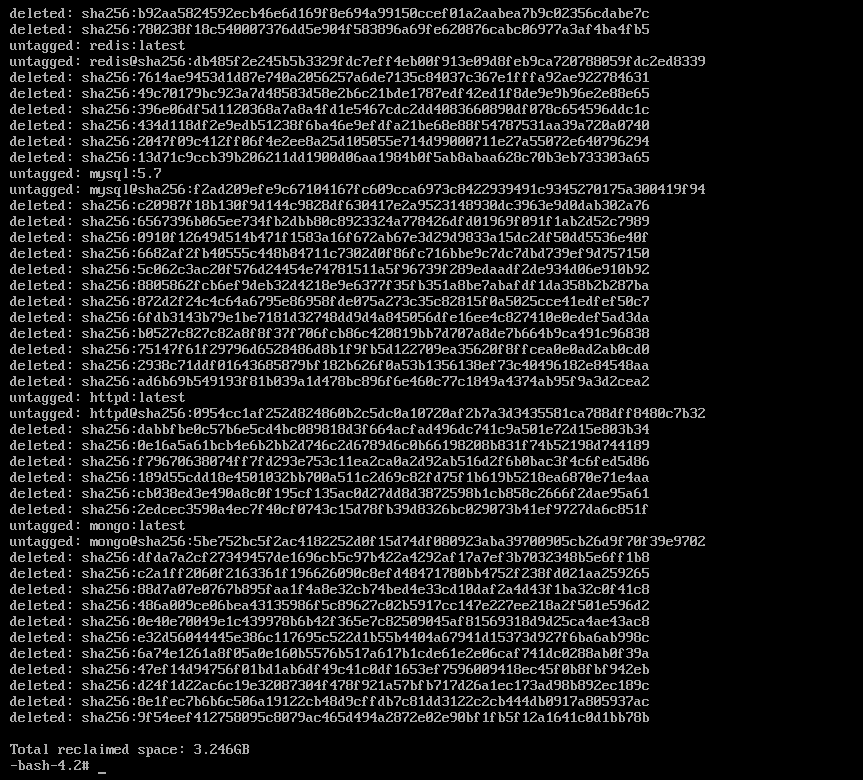 deleted: sha256:b92aa5824592ecb46e6d169f8e694a99150ccef01a2aabea7b9c02356cdabe7c
deleted: sha256:780238f18c540007376dd5e904f583896a69fe620876cabc06977a3af4ba4fb5
untagged: redis:latest
untagged: redis@sha256:db485f2e245b5b3329fdc7eff4eb00f913e09d8feb9ca720788059fdc2ed8339
deleted: sha256:7614ae9453d1d87e740a2056257a6de7135c84037c367e1fffa92ae922784631
deleted: sha256:49c70179bc923a7d48583d58e2b6c21bde1787edf42ed1f8de9e9b96e2e88e65
deleted: sha256:396e06df5d1120368a7a8a4fd1e5467cdc2dd4083660890df078c654596ddc1c
deleted: sha256:434d118df2e9edb51238f6ba46e9efdfa21be68e88f54787531aa39a720a0740
deleted: sha256:2047f09c412ff06f4e2ee8a25d105055e714d99000711e27a55072e640796294
deleted: sha256:13d71c9ccb39b206211dd1900d06aa1984b0f5ab8abaa628c70b3eb733303a65
untagged: mysql:5.7
untagged: mysql@sha256:f2ad209efe9c67104167fc609cca6973c8422939491c9345270175a300419f94
deleted: sha256:c20987f18b130f9d144c9828df630417e2a9523148930dc3963e9d0dab302a76
deleted: sha256:6567396b065ee734fb2dbb80c8923324a778426dfd01969f091f1ab2d52c7989
deleted: sha256:0910f12649d514b471f1583a16f672ab67e3d29d9833a15dc2df50dd5536e40f
deleted: sha256:6682af2fb40555c448b84711c7302d0f86fc716bbe9c7dc7dbd739ef9d757150
deleted: sha256:5c062c3ac20f576d24454e74781511a5f96739f289edaadf2de934d06e910b92
deleted: sha256:8805862fcb6ef9deb32d4218e9e6377f35fb351a8be7abafdf1da358b2b287ba
deleted: sha256:872d2f24c4c64a6795e86958fde075a273c35c82815f0a5025cce41edfef50c7
deleted: sha256:6fdb3143b79e1be7181d32748dd9d4a845056dfe16ee4c827410e0edef5ad3da
deleted: sha256:b0527c827c82a8f8f37f706fcb86c420819bb7d707a8de7b664b9ca491c96838
deleted: sha256:75147f61f29796d6528486d8b1f9fb5d122709ea35620f8ffcea0e0ad2ab0cd0
deleted: sha256:2938c71ddf01643685879bf182b626f0a53b1356138ef73c40496182e84548aa
deleted: sha256:ad6b69b549193f81b039a1d478bc896f6e460c77c1849a4374ab95f9a3d2cea2
untagged: httpd:latest
untagged: httpd@sha256:0954cc1af252d824860b2c5dc0a10720af2b7a3d3435581ca788dff8480c7b32
deleted: sha256:dabbfbe0c57b6e5cd4bc089818d3f664acfad496dc741c9a501e72d15e803b34
deleted: sha256:0e16a5a61bcb4e6b2bb2d746c2d6789d6c0b66198208b831f74b52198d744189
deleted: sha256:f79670638074ff7fd293e753c11ea2ca0a2d92ab516d2f6b0bac3f4c6fed5d86
deleted: sha256:189d55cdd18e4501032bb700a511c2d69c82fd75f1b619b5218ea6870e71e4aa
deleted: sha256:cb038ed3e490a8c0f195cf135ac0d27dd8d3872598b1cb858c2666f2dae95a61
deleted: sha256:2edcec3590a4ec7f40cf0743c15d78fb39d8326bc029073b41ef9727da6c851f
untagged: mongo:latest
untagged: mongo@sha256:5be752bc5f2ac4182252d0f15d74df080923aba39700905cb26d9f70f39e9702
deleted: sha256:dfda7a2cf27349457de1696cb5c97b422a4292af17a7ef3b7032348b5e6ff1b8
deleted: sha256:c2a1ff2060f2163361f196626090c8efd48471780bb4752f238fd021aa259265
deleted: sha256:88d7a07e0767b895faa1f4a8e32cb74bed4e33cd10daf2a4d43f1ba32c0f41c8
deleted: sha256:486a009ce06bea43135986f5c89627c02b5917cc147e227ee218a2f501e596d2
deleted: sha256:0e40e70049e1c439978b6b42f365e7c82509045af81569318d9d25ca4ae43ac8
deleted: sha256:e32d56044445e386c117695c522d1b55b4404a67941d15373d927f6ba6ab998c
deleted: sha256:6a74e1261a8f05a0e160b5576b517a617b1cde61e2e06caf741dc0288ab0f39a
deleted: sha256:47ef14d94756f01bd1ab6df49c41c0df1653ef7596009418ec45f0b8fbf942eb
deleted: sha256:d24f1d22ac6c19e32087304f478f921a57bfb717d26a1ec173ad98b892ec189c
deleted: sha256:8e1fec7b6b6c506a19122cb48d9cffdb7c81dd3122c2cb444db0917a805937ac
deleted: sha256:9f54eef412758095c8079ac465d494a2872e02e90bf1fb5f12a1641c0d1bb78b
Total reclaimed space: 3.246GB
-bash-4.2# _